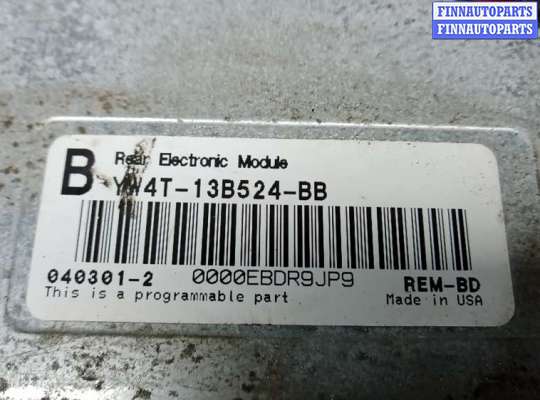 FINNAUTOPARTS
FINNAUTOPARTS
B Rear Electronic Module
YW4T-13B524-BB
040301-2 0000EBDR9JP9 REM-BD
This is a programmable part Made in USA